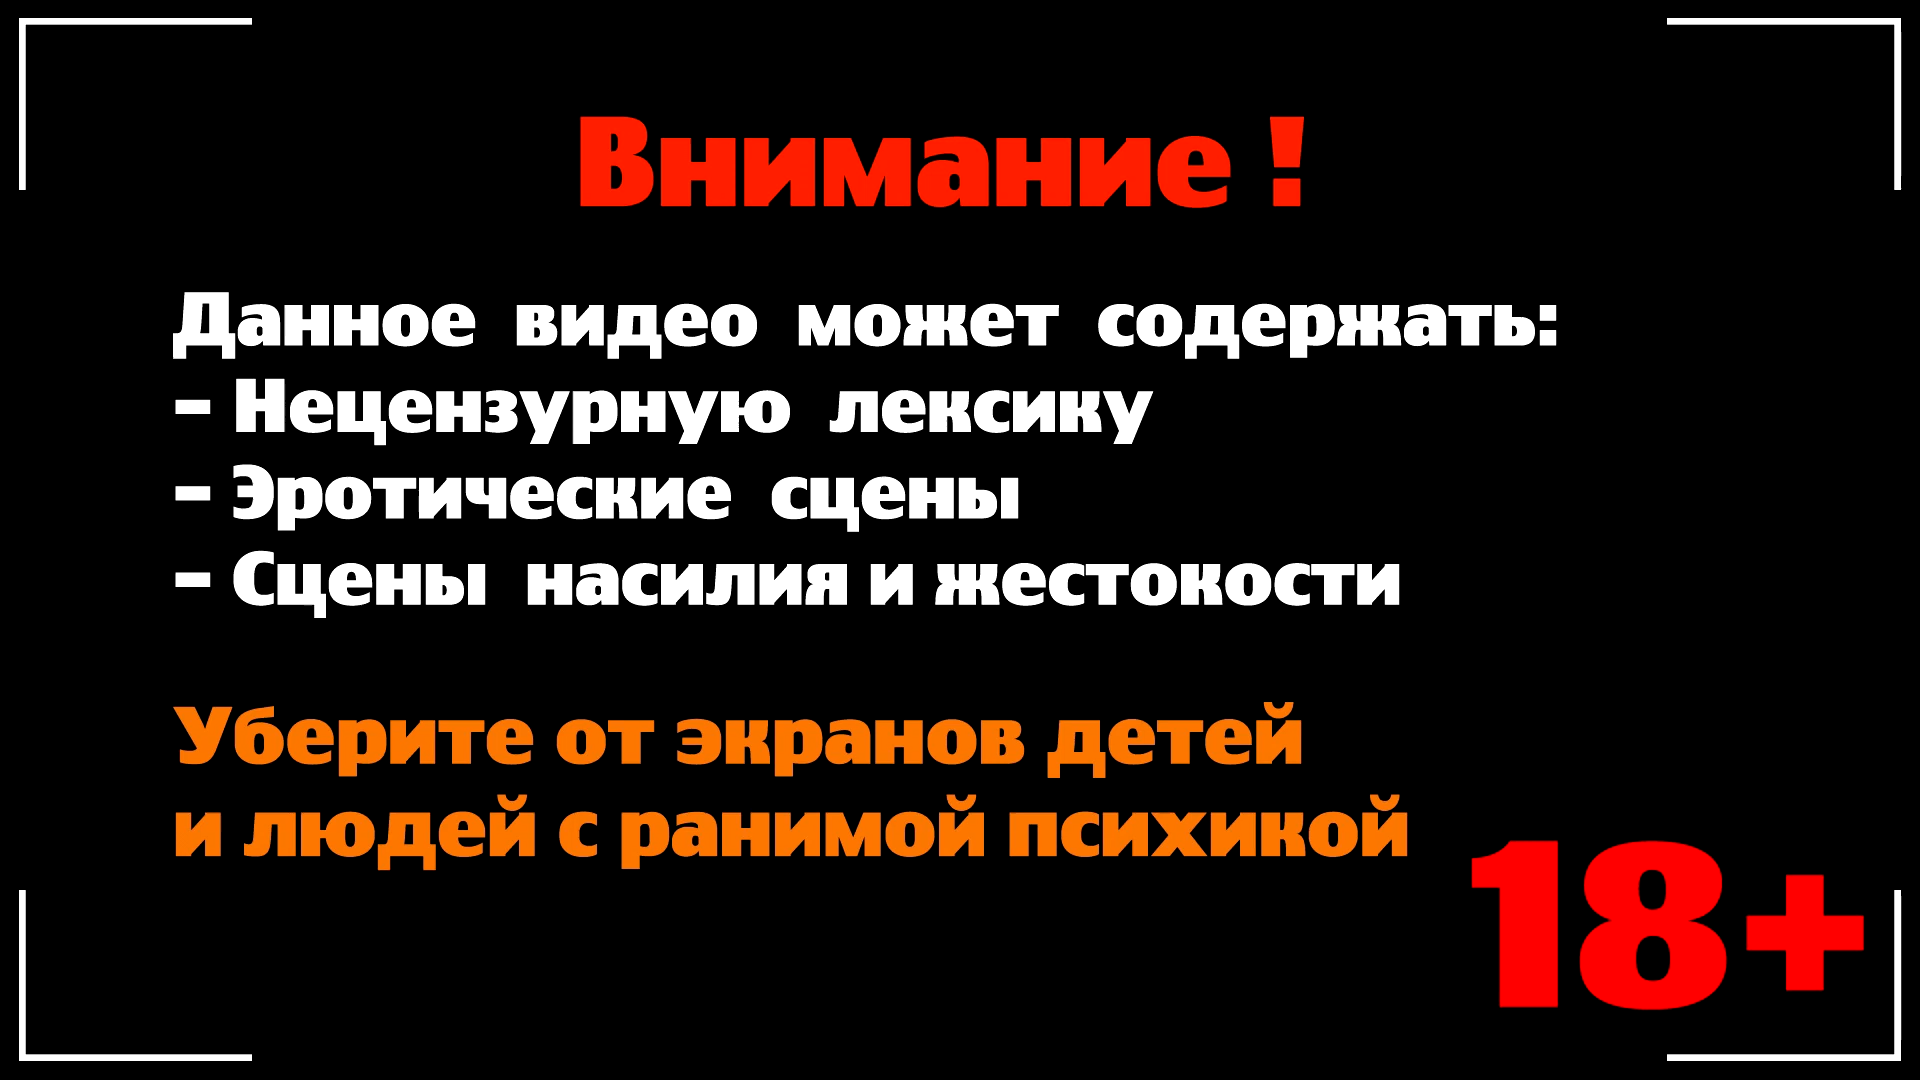 Внимание !
Данное видео может содержать:
- Нецензурную лексику
- Эротические сцены
- Сцены насилия и жестокости
Уберите от экранов детей
и людей с ранимой психикой
18+